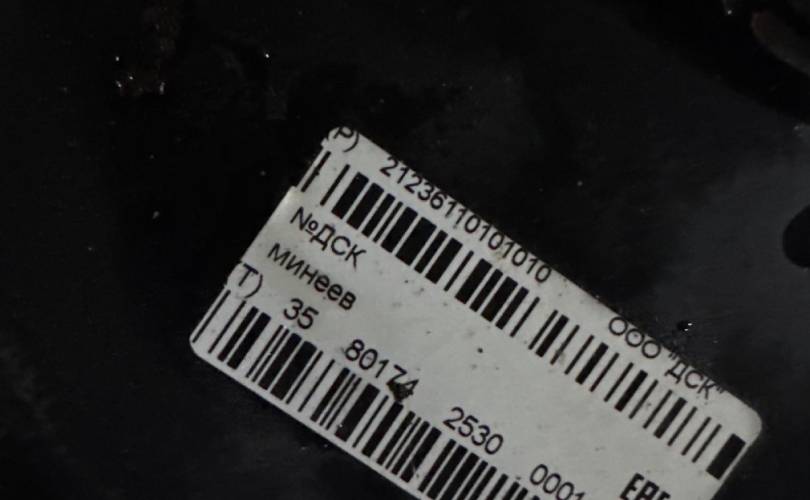 (P) 21236110101010 ООО "ДСК"
№ДСК
минеев
(T) 35 80174 2530 0001